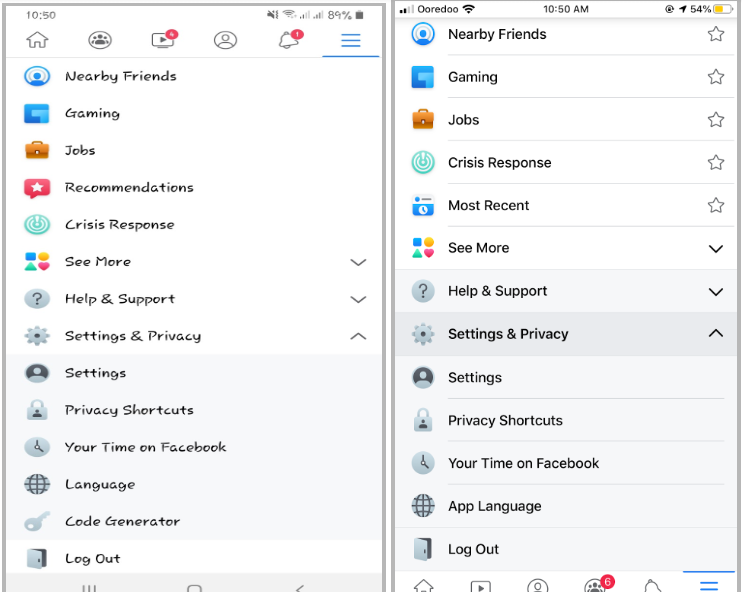 10:50
89%
4
1
Nearby Friends
Gaming
Jobs
Recommendations
Crisis Response
See More
Help & Support
Settings & Privacy
Settings
Privacy Shortcuts
Your Time on Facebook
Language
Code Generator
Log Out
Ooredoo 10:50 AM 54%
Nearby Friends
Gaming
Jobs
Crisis Response
Most Recent
See More
Help & Support
Settings & Privacy
Settings
Privacy Shortcuts
Your Time on Facebook
App Language
Log Out
6